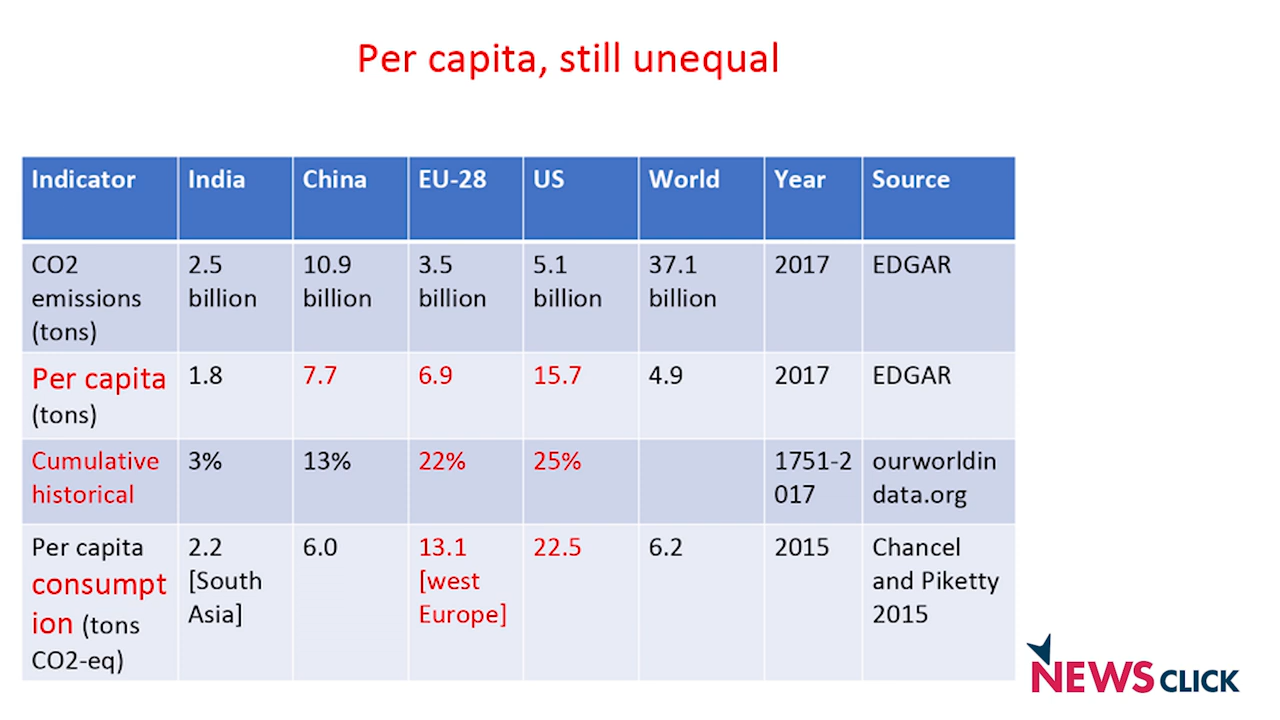 Per capita, still unequal
Indicator India China EU-28 US World Year Source
CO2 2.5 10.9 3.5 5.1 37.1 2017 EDGAR
emissions billion billion billion billion billion
(tons)
Per capita 1.8 7.7 6.9 15.7 4.9 2017 EDGAR
(tons)
Cumulative 3% 13% 22% 25% 1751-2 ourworldin
historical 017 data.org
Per capita 2.2 6.0 13.1 22.5 6.2 2015 Chancel
consumpt [South [west and Piketty
ion (tons Asia] Europe] 2015
CO2-eq)
NEWSCLICK